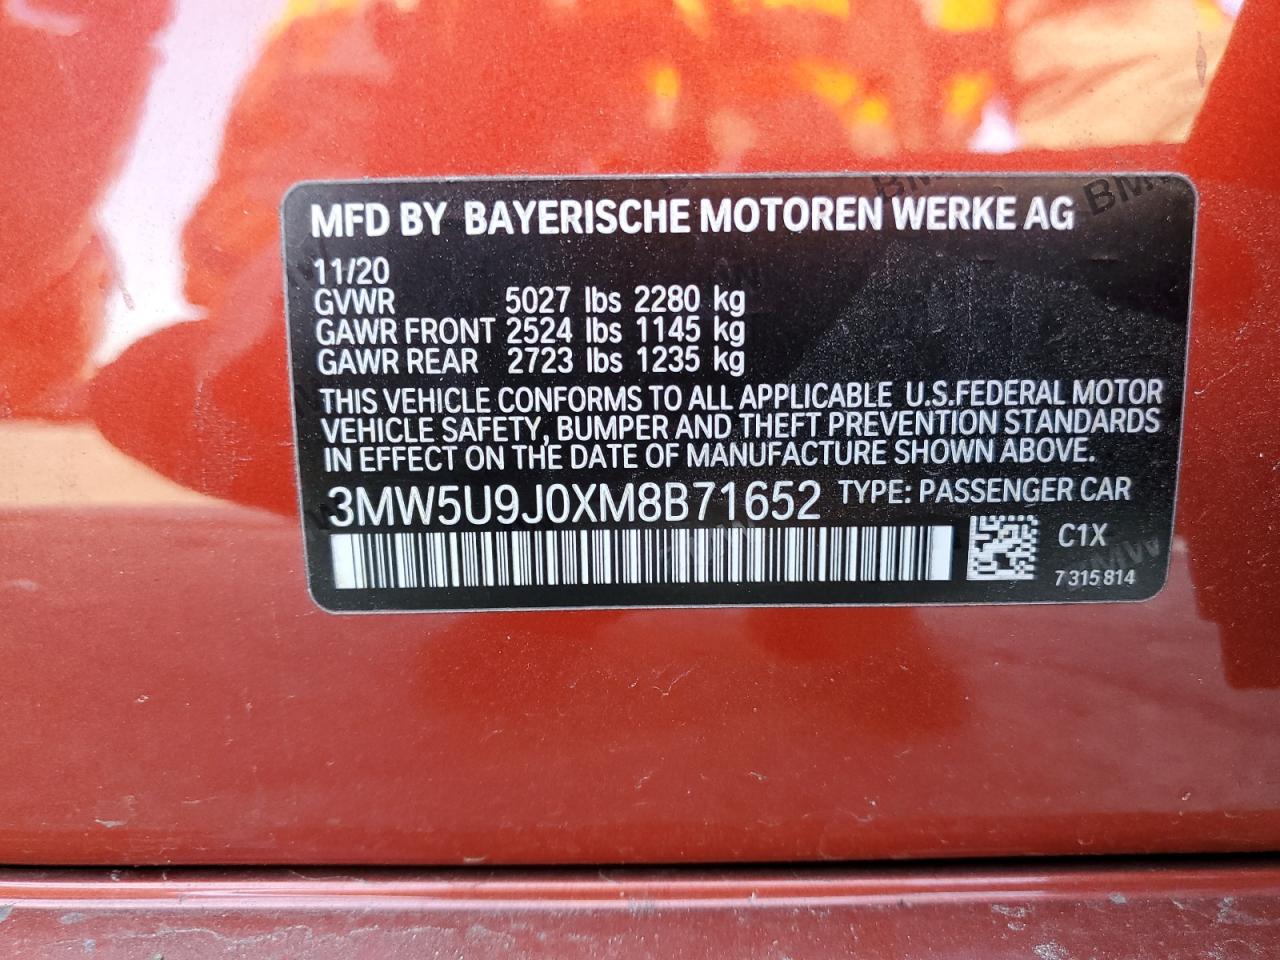 MFD BY BAYERISCHE MOTOREN WERKE AG
11/20
GVWR 5027 lbs 2280 kg
GAWR FRONT 2524 lbs 1145 kg
GAWR REAR 2723 lbs 1235 kg
THIS VEHICLE CONFORMS TO ALL APPLICABLE U.S.FEDERAL MOTOR
VEHICLE SAFETY, BUMPER AND THEFT PREVENTION STANDARDS
IN EFFECT ON THE DATE OF MANUFACTURE SHOWN ABOVE.
3MW5U9J0XM8B71652 TYPE: PASSENGER CAR
C1X
7 315 814